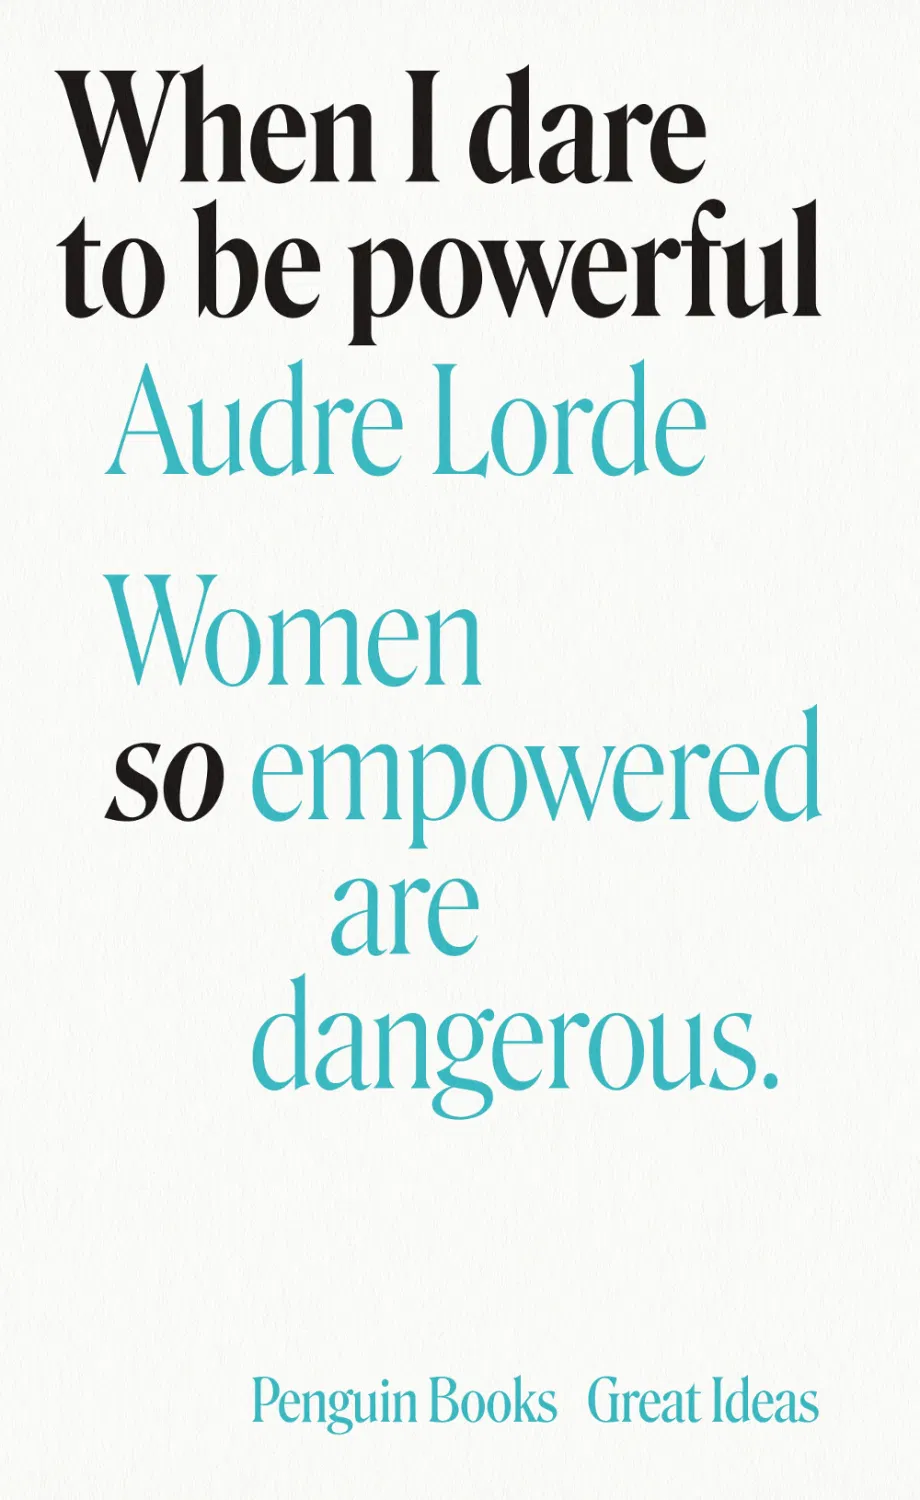 When I dare
to be powerful
Audre Lorde
Women
so empowered
are
dangerous.
Penguin Books Great Ideas